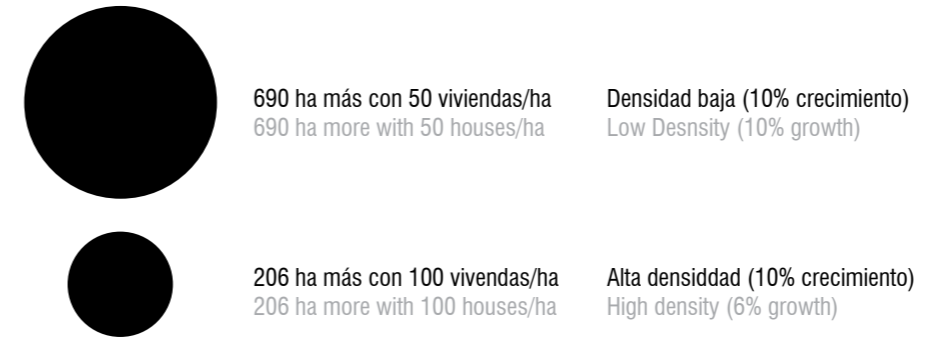 690 ha más con 50 viviendas/ha
690 ha more with 50 houses/ha
Densidad baja (10% crecimiento)
Low Desnsity (10% growth)
206 ha más con 100 vivendas/ha
206 ha more with 100 houses/ha
Alta densiddad (10% crecimiento)
High density (6% growth)